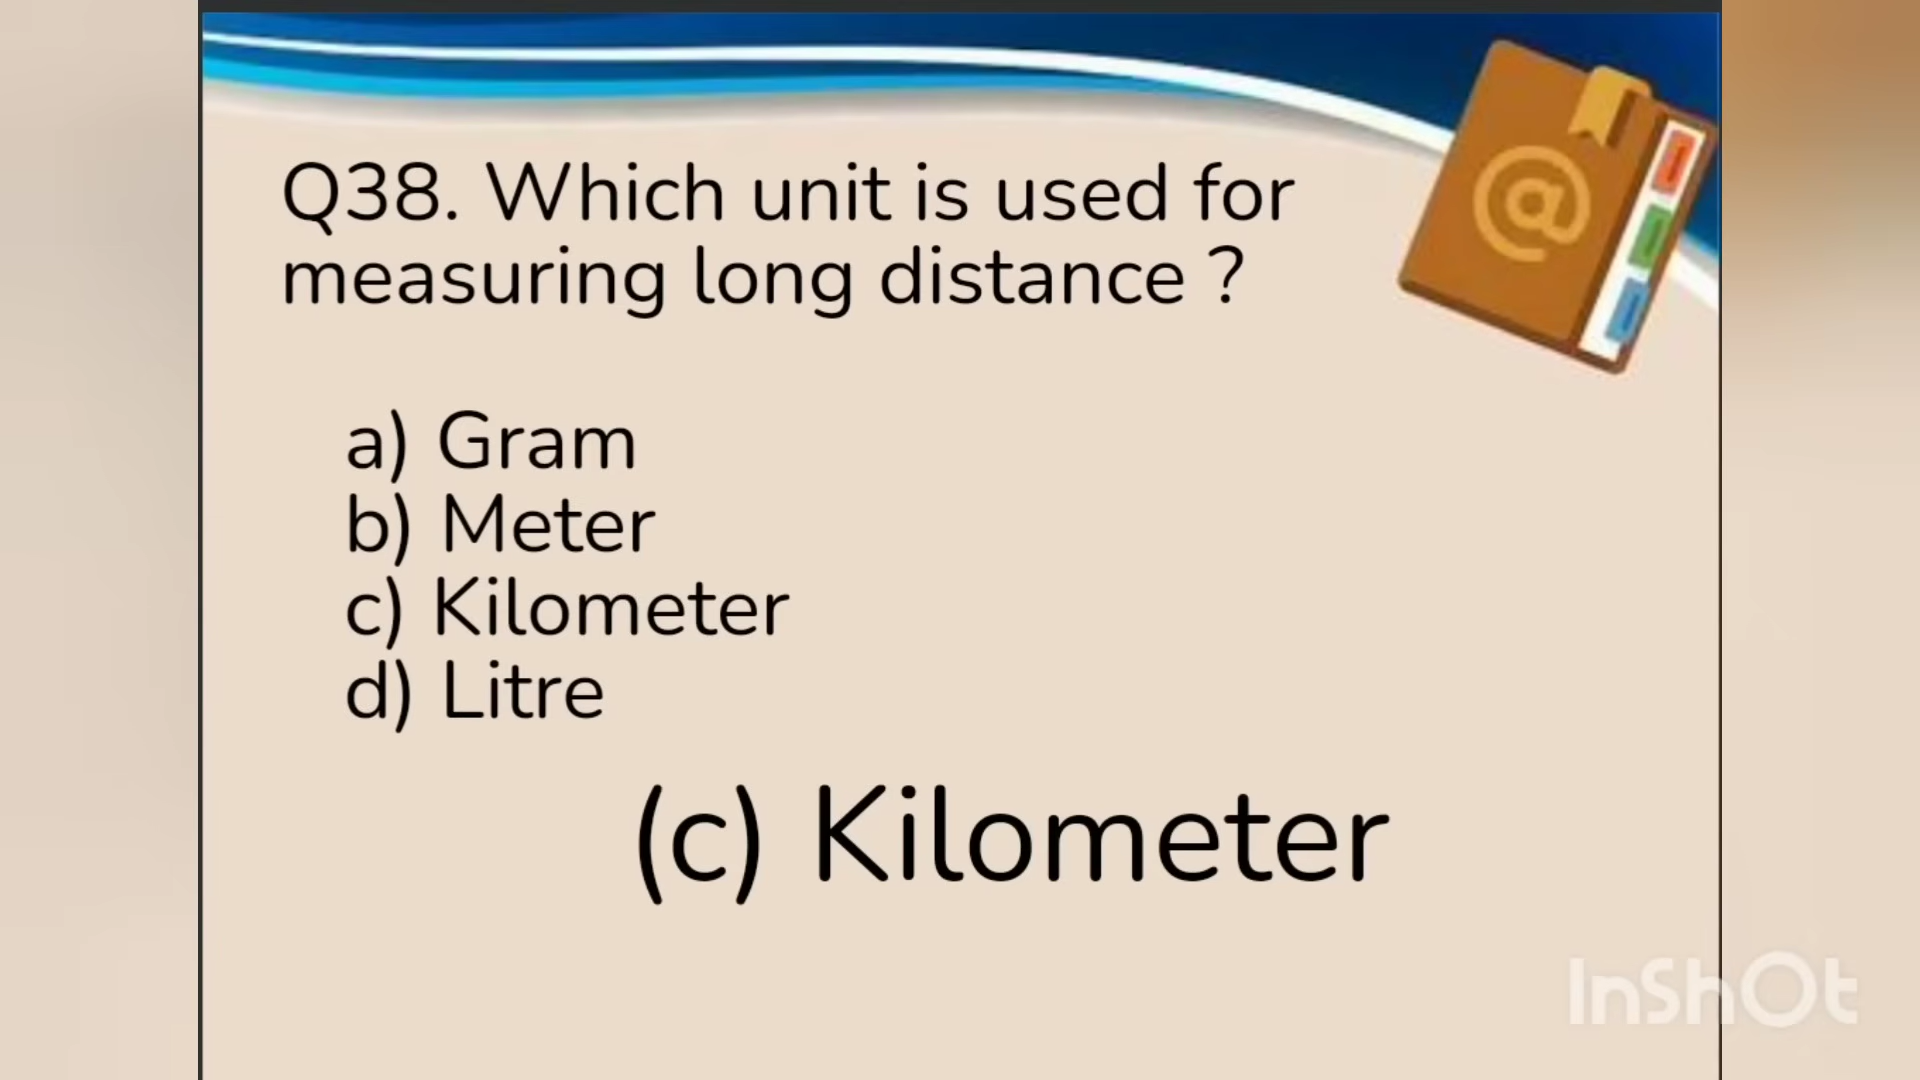 Q38. Which unit is used for
measuring long distance ?
a) Gram
b) Meter
c) Kilometer
d) Litre
(c) Kilometer
@
InShOt